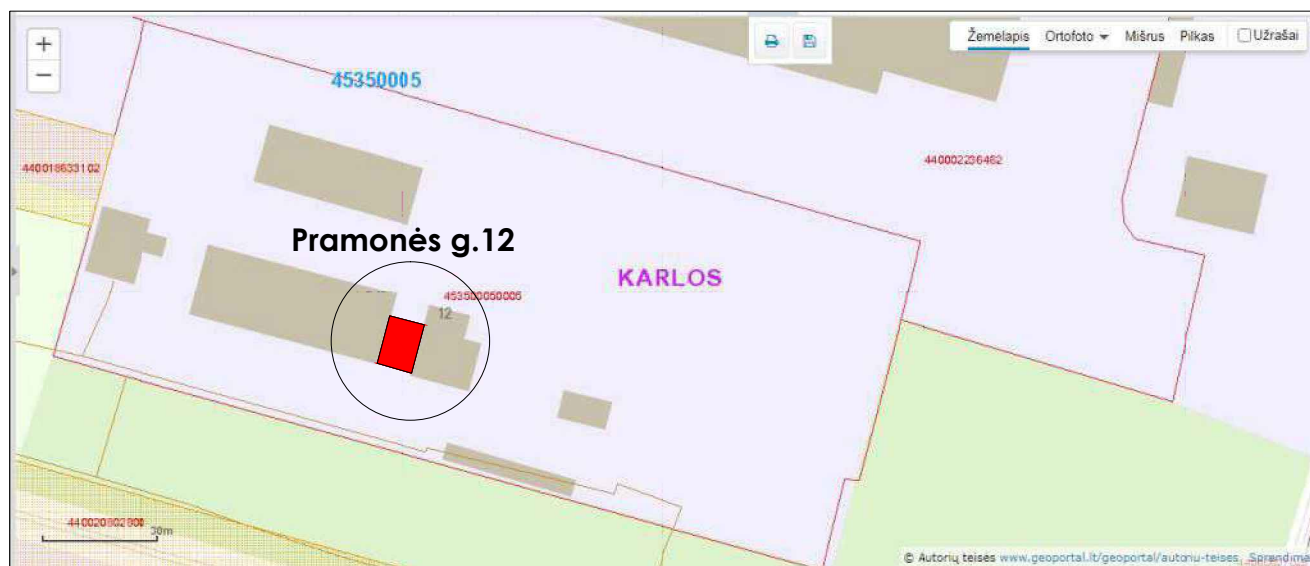 +
Žemėlapis Ortofoto Mišrus Pilkas Užrašai
−
45350005
440002236482
440018633102
Pramonės g.12
KARLOS
453500050005
12
440020802800
30m
© Autorių teisės www.geoportal.lt/geoportal/autoriu-teises, Sprendima